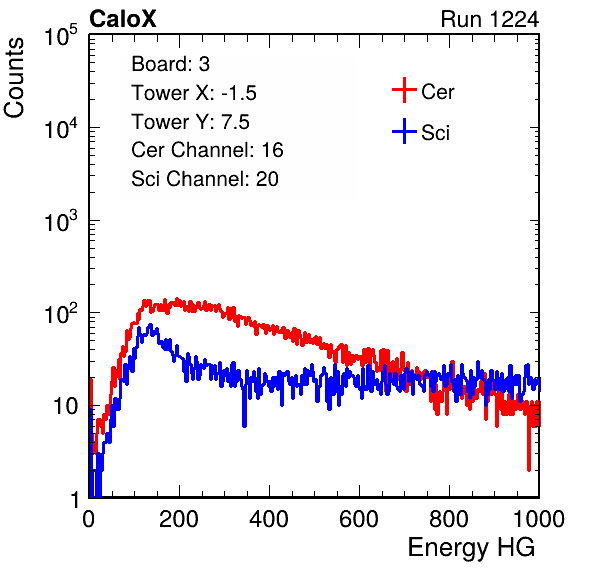 CaloX Run 1224
Counts
10^5
10^4
10^3
10^2
10
1
Board: 3
Tower X: -1.5
Tower Y: 7.5
Cer Channel: 16
Sci Channel: 20
Cer
Sci
0 200 400 600 800 1000
Energy HG